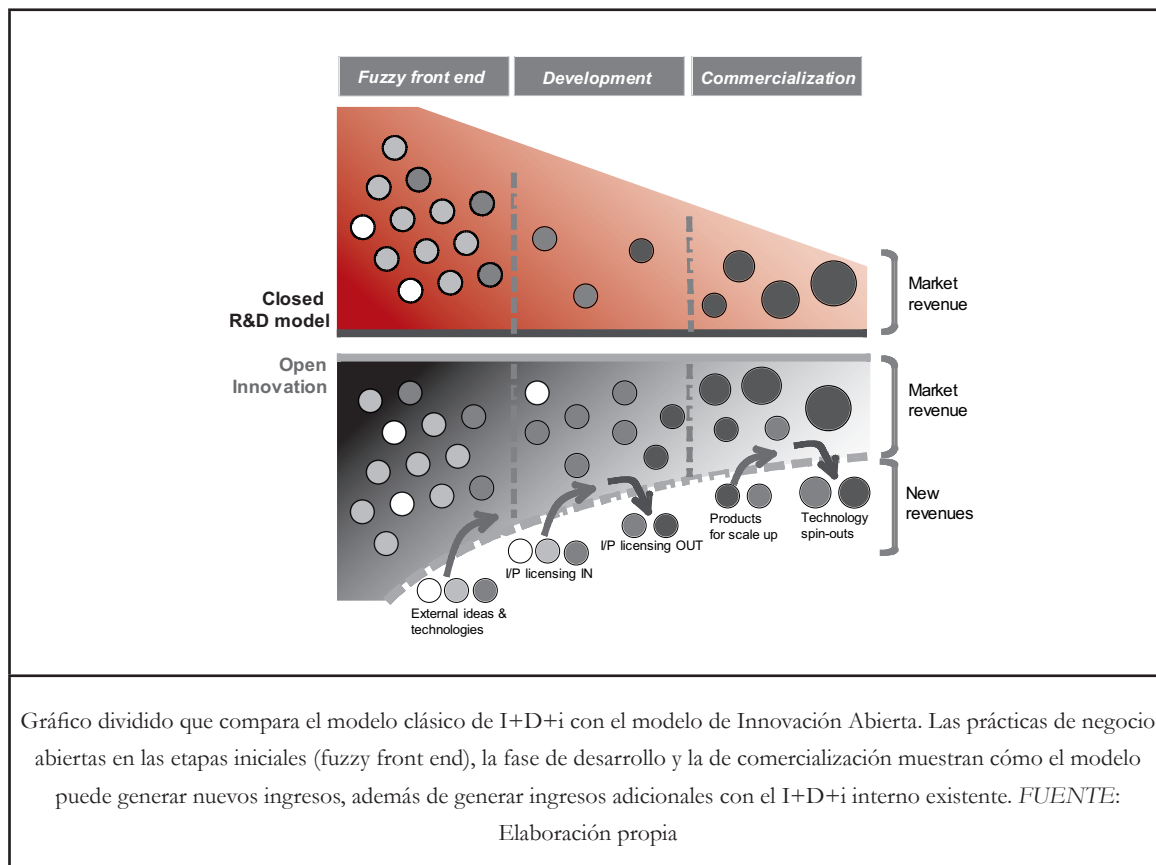 Fuzzy front end
Development
Commercialization
Closed
R&D model
Market
revenue
Open
Innovation
Market
revenue
New
revenues
External ideas &
technologies
I/P licensing IN
I/P licensing OUT
Products
for scale up
Technology
spin-outs
Gráfico dividido que compara el modelo clásico de I+D+i con el modelo de Innovación Abierta. Las prácticas de negocio
abiertas en las etapas iniciales (fuzzy front end), la fase de desarrollo y la de comercialización muestran cómo el modelo
puede generar nuevos ingresos, además de generar ingresos adicionales con el I+D+i interno existente. FUENTE:
Elaboración propia